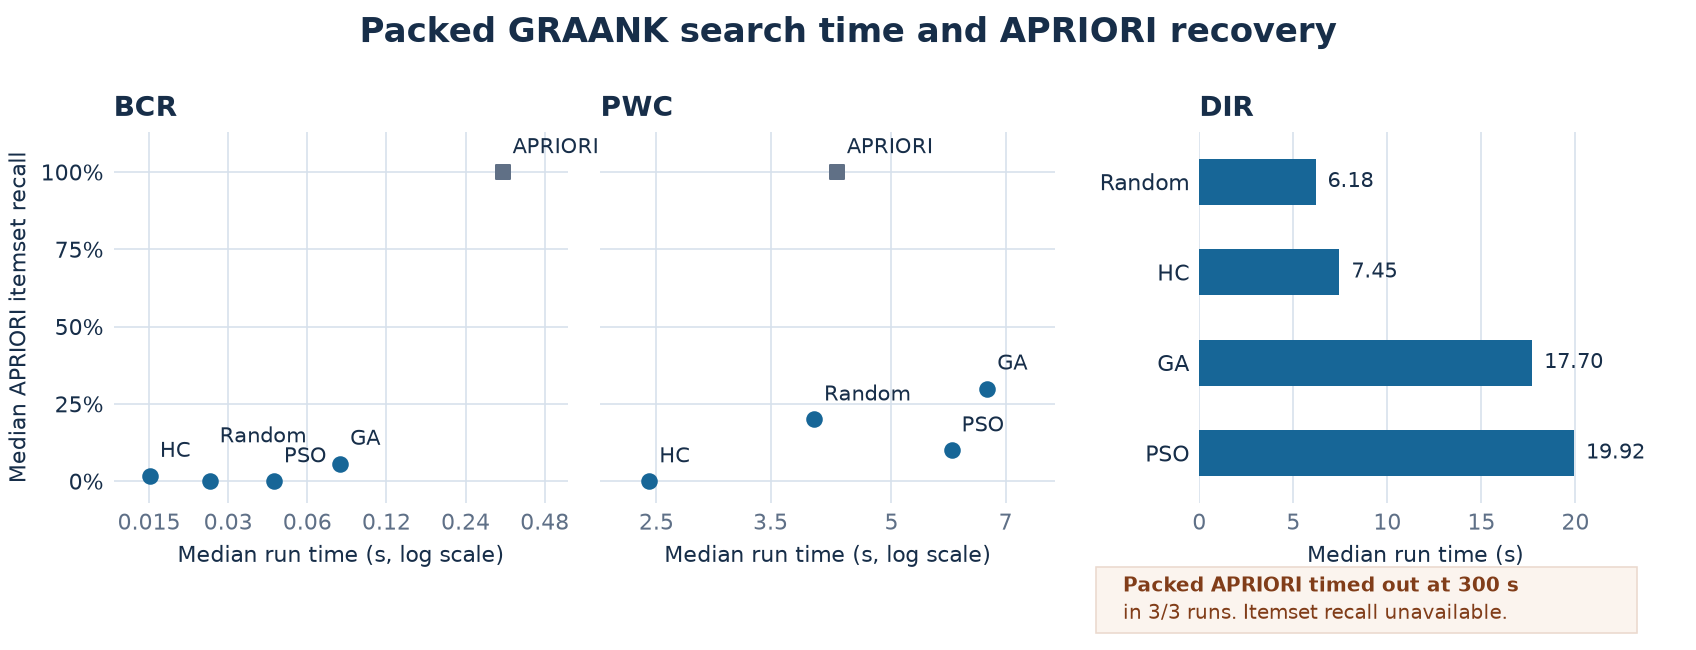 Packed GRAANK search time and APRIORI recovery
BCR
Median APRIORI itemset recall
100%
75%
50%
25%
0%
APRIORI
HC
Random
PSO
GA
0.015 0.03 0.06 0.12 0.24 0.48
Median run time (s, log scale)
PWC
APRIORI
GA
Random
PSO
HC
2.5 3.5 5 7
Median run time (s, log scale)
DIR
Random 6.18
HC 7.45
GA 17.70
PSO 19.92
0 5 10 15 20
Median run time (s)
Packed APRIORI timed out at 300 s
in 3/3 runs. Itemset recall unavailable.